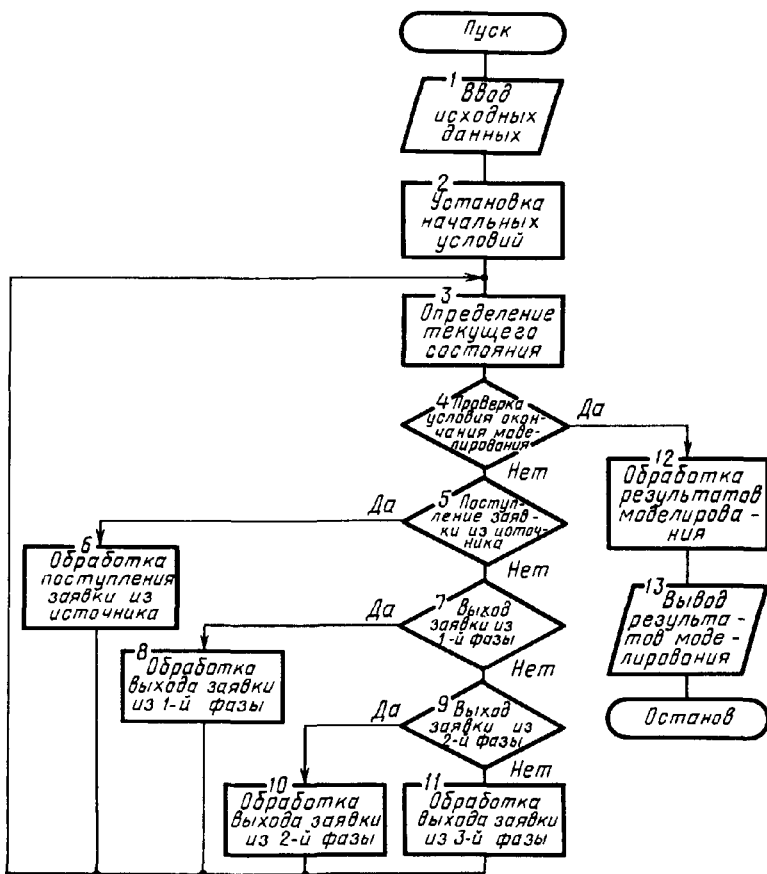 Пуск
1
Ввод
исходных
данных
2
Установка
начальных
условий
3
Определение
текущего
состояния
4 Проверка
условия окон-
чания моде-
лирования
Да
Нет
12
Обработка
результатов
моделирова-
ния
5 Поступ-
ление заяв-
ки из источ-
ника
Да
Нет
6
Обработка
поступления
заявки из
источника
13
Вывод
результа-
тов моде-
лирования
7 Выход
заявки из
1-й фазы
Да
Нет
8
Обработка
выхода заявки
из 1-й фазы
Останов
9 Выход
заявки из
2-й фазы
Да
Нет
10
Обработка
выхода заявки
из 2-й фазы
11
Обработка
выхода заявки
из 3-й фазы